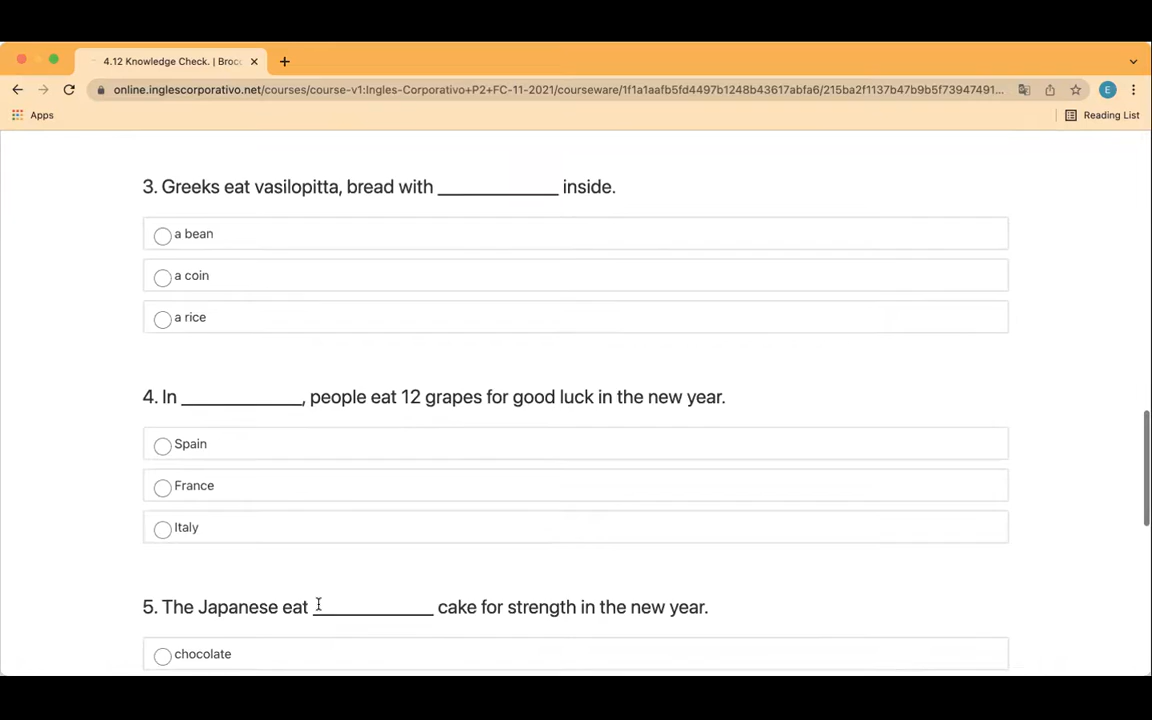 4.12 Knowledge Check. | Broc
online.inglescorporativo.net/courses/course-v1:Ingles-Corporativo+P2+FC-11-2021/courseware/1f1a1aafb5fd4497b1248b43617abfa6/215ba2f1137b47b9b5f73947491...
E
Apps
Reading List
3. Greeks eat vasilopitta, bread with _____________ inside.
a bean
a coin
a rice
4. In _____________, people eat 12 grapes for good luck in the new year.
Spain
France
Italy
5. The Japanese eat _____________ cake for strength in the new year.
chocolate